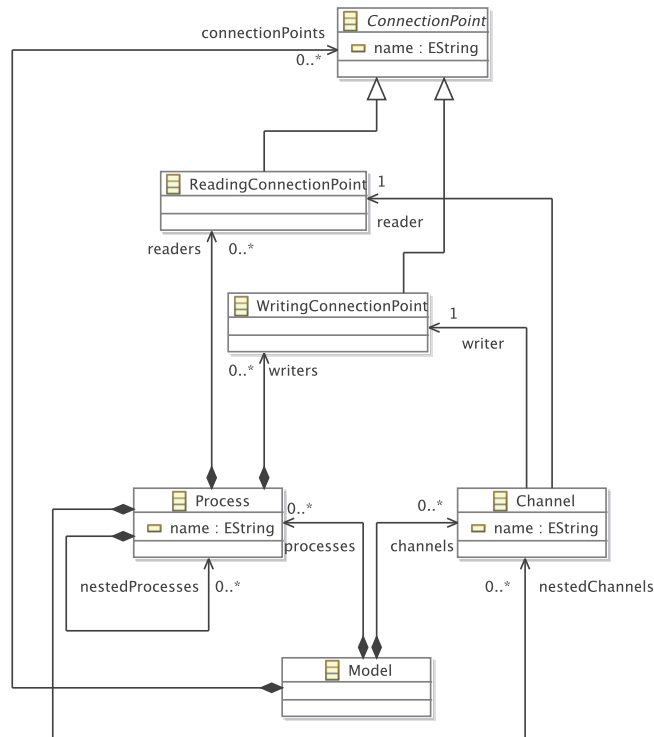 ConnectionPoint
connectionPoints
name : EString
0..*
ReadingConnectionPoint
1
reader
readers
0..*
WritingConnectionPoint
1
writer
0..*
writers
Process
Channel
0..*
0..*
name : EString
name : EString
processes
channels
nestedProcesses
0..*
0..*
nestedChannels
Model